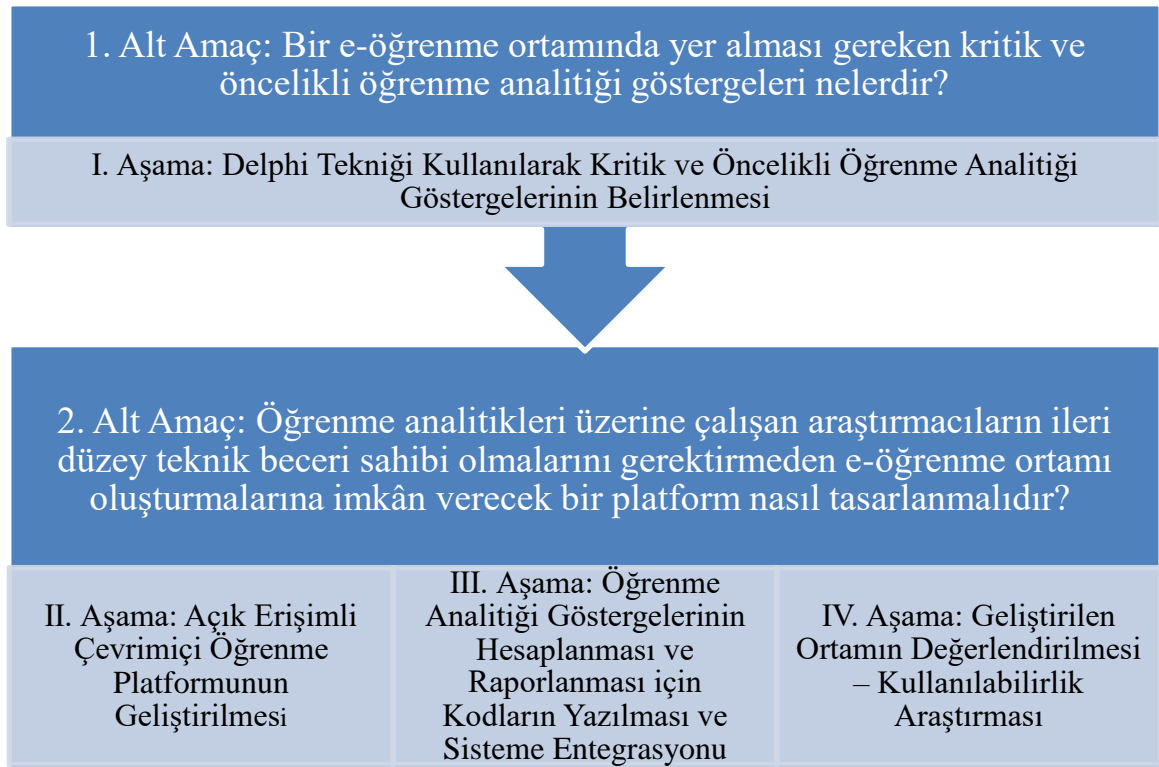 1. Alt Amaç: Bir e-öğrenme ortamında yer alması gereken kritik ve
öncelikli öğrenme analitiği göstergeleri nelerdir?
I. Aşama: Delphi Tekniği Kullanılarak Kritik ve Öncelikli Öğrenme Analitiği
Göstergelerinin Belirlenmesi
2. Alt Amaç: Öğrenme analitikleri üzerine çalışan araştırmacıların ileri
düzey teknik beceri sahibi olmalarını gerektirmeden e-öğrenme ortamı
oluşturmalarına imkân verecek bir platform nasıl tasarlanmalıdır?
II. Aşama: Açık Erişimli
Çevrimiçi Öğrenme
Platformunun
Geliştirilmesi
III. Aşama: Öğrenme
Analitiği Göstergelerinin
Hesaplanması ve
Raporlanması için
Kodların Yazılması ve
Sisteme Entegrasyonu
IV. Aşama: Geliştirilen
Ortamın Değerlendirilmesi
– Kullanılabilirlik
Araştırması